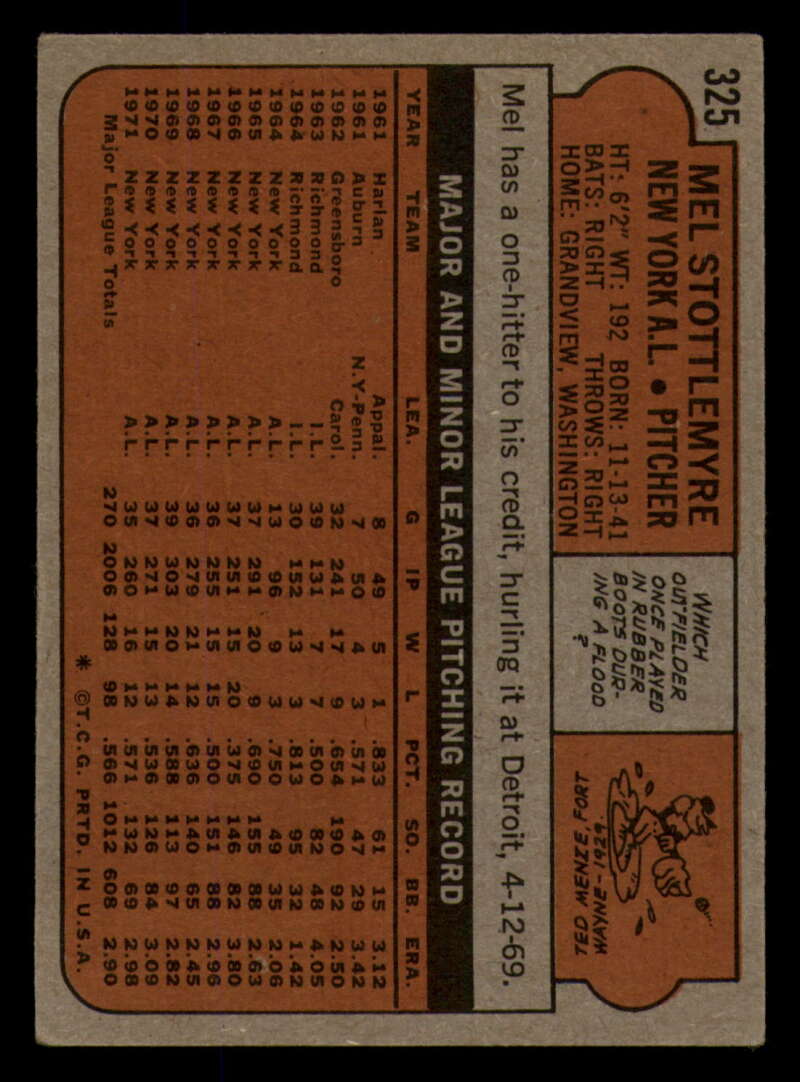 325
MEL STOTTLEMYRE
NEW YORK A.L. • PITCHER
HT: 6'2" WT: 192 BORN: 11-13-41
BATS: RIGHT THROWS: RIGHT
HOME: GRANDVIEW, WASHINGTON
WHICH
OUTFIELDER
ONCE PLAYED
IN RUBBER
BOOTS DUR-
ING A FLOOD
?
TED MENZE, FORT
WAYNE-1929.
Mel has a one-hitter to his credit, hurling it at Detroit, 4-12-69.
MAJOR AND MINOR LEAGUE PITCHING RECORD
YEAR TEAM LEA. G IP W L PCT. SO. BB. ERA.
1961 Harlan Appal. 8 49 5 1 .833 61 15 3.12
1961 Auburn N.Y-Penn. 7 50 4 3 .571 47 29 3.42
1962 Greensboro Carol. 32 241 17 9 .654 190 92 2.50
1963 Richmond I.L. 39 131 7 7 .500 82 48 4.05
1964 Richmond I.L. 30 152 13 3 .813 95 32 1.42
1964 New York A.L. 13 96 9 3 .750 49 35 2.06
1965 New York A.L. 37 291 20 9 .690 155 88 2.63
1966 New York A.L. 37 251 15 20 .375 146 82 3.80
1967 New York A.L. 36 255 15 15 .500 151 88 2.96
1968 New York A.L. 36 279 21 12 .636 140 65 2.45
1969 New York A.L. 39 303 20 14 .588 113 97 2.82
1970 New York A.L. 37 271 15 13 .536 126 84 3.09
1971 New York A.L. 35 260 16 12 .571 132 69 2.98
Major League Totals 270 2006 128 98 .566 1012 608 2.90
* ©T.C.G. PRTD. IN U.S.A.